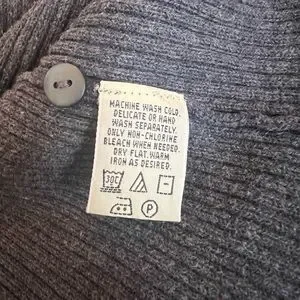 MACHINE WASH COLD.
DELICATE OR HAND
WASH SEPARATELY.
ONLY NON-CHLORINE
BLEACH WHEN NEEDED.
DRY FLAT.WARM
IRON AS DESIRED.
30C
P